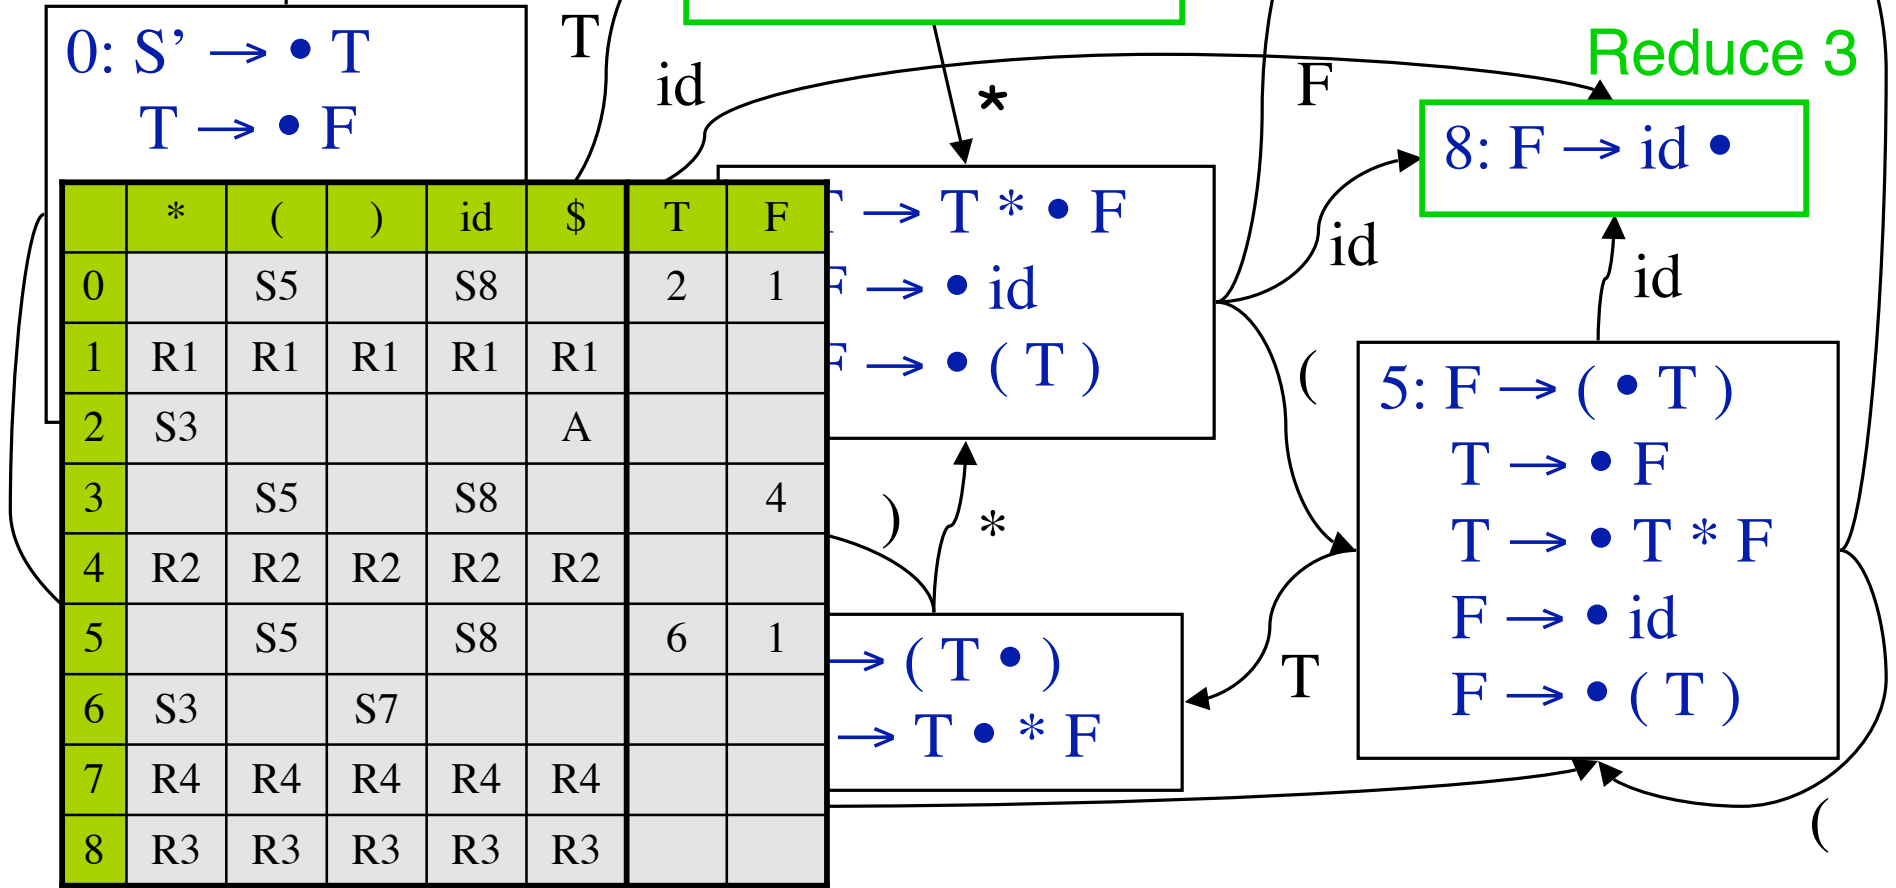 0: S’ → • T
T → • F
T
id
*
F
Reduce 3
8: F → id •
→ T * • F
→ • id
→ • ( T )
id
id
(
5: F → ( • T )
T → • F
T → • T * F
F → • id
F → • ( T )
)
*
T
→ ( T • )
→ T • * F
(
* ( ) id $ T F
0 S5 S8 2 1
1 R1 R1 R1 R1 R1
2 S3 A
3 S5 S8 4
4 R2 R2 R2 R2 R2
5 S5 S8 6 1
6 S3 S7
7 R4 R4 R4 R4 R4
8 R3 R3 R3 R3 R3